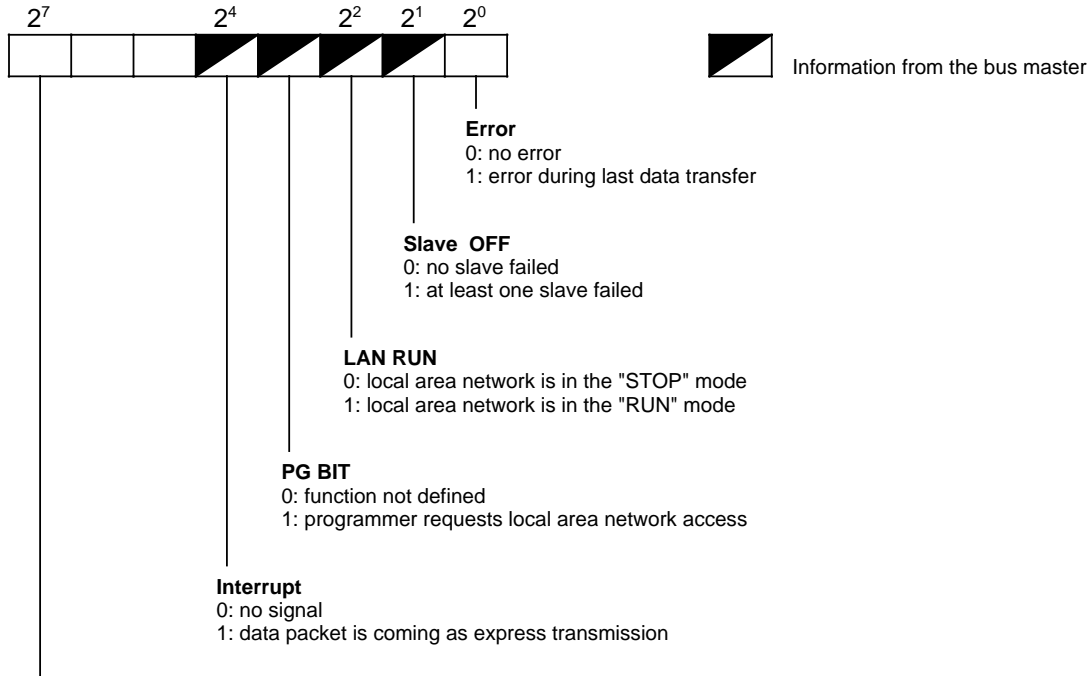 2⁷ 2⁴ 2² 2¹ 2⁰
Information from the bus master
Error
0: no error
1: error during last data transfer
Slave OFF
0: no slave failed
1: at least one slave failed
LAN RUN
0: local area network is in the "STOP" mode
1: local area network is in the "RUN" mode
PG BIT
0: function not defined
1: programmer requests local area network access
Interrupt
0: no signal
1: data packet is coming as express transmission